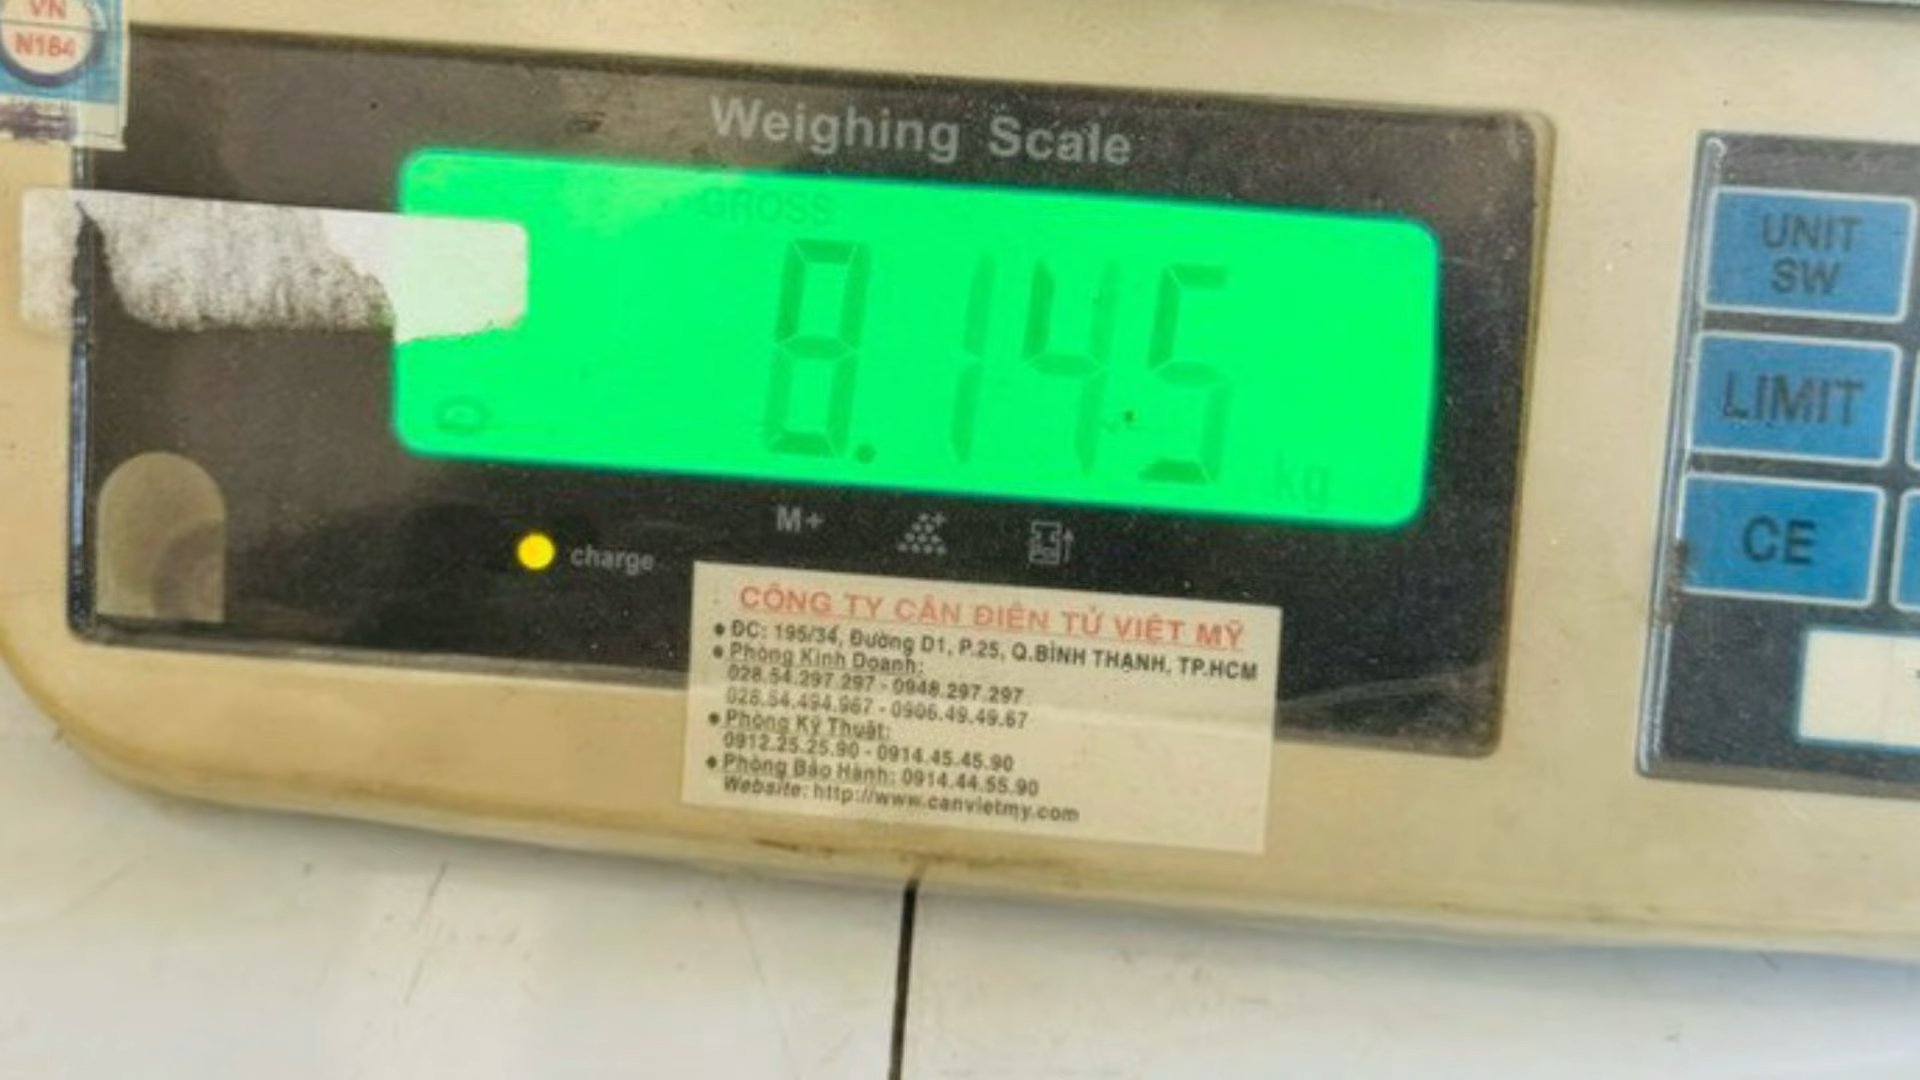 VN
N184
Weighing Scale
GROSS
8.145
kg
M+
charge
UNIT
SW
LIMIT
CE
CÔNG TY CÂN ĐIỆN TỬ VIỆT MỸ
• ĐC: 195/34, Đường D1, P.25, Q.BÌNH THẠNH, TP.HCM
• Phòng Kinh Doanh:
028.54.297.297 - 0948.297.297
028.54.494.967 - 0906.49.49.67
• Phòng Kỹ Thuật:
0912.25.25.90 - 0914.45.45.90
• Phòng Bảo Hành: 0914.44.55.90
Website: http://www.canvietmy.com